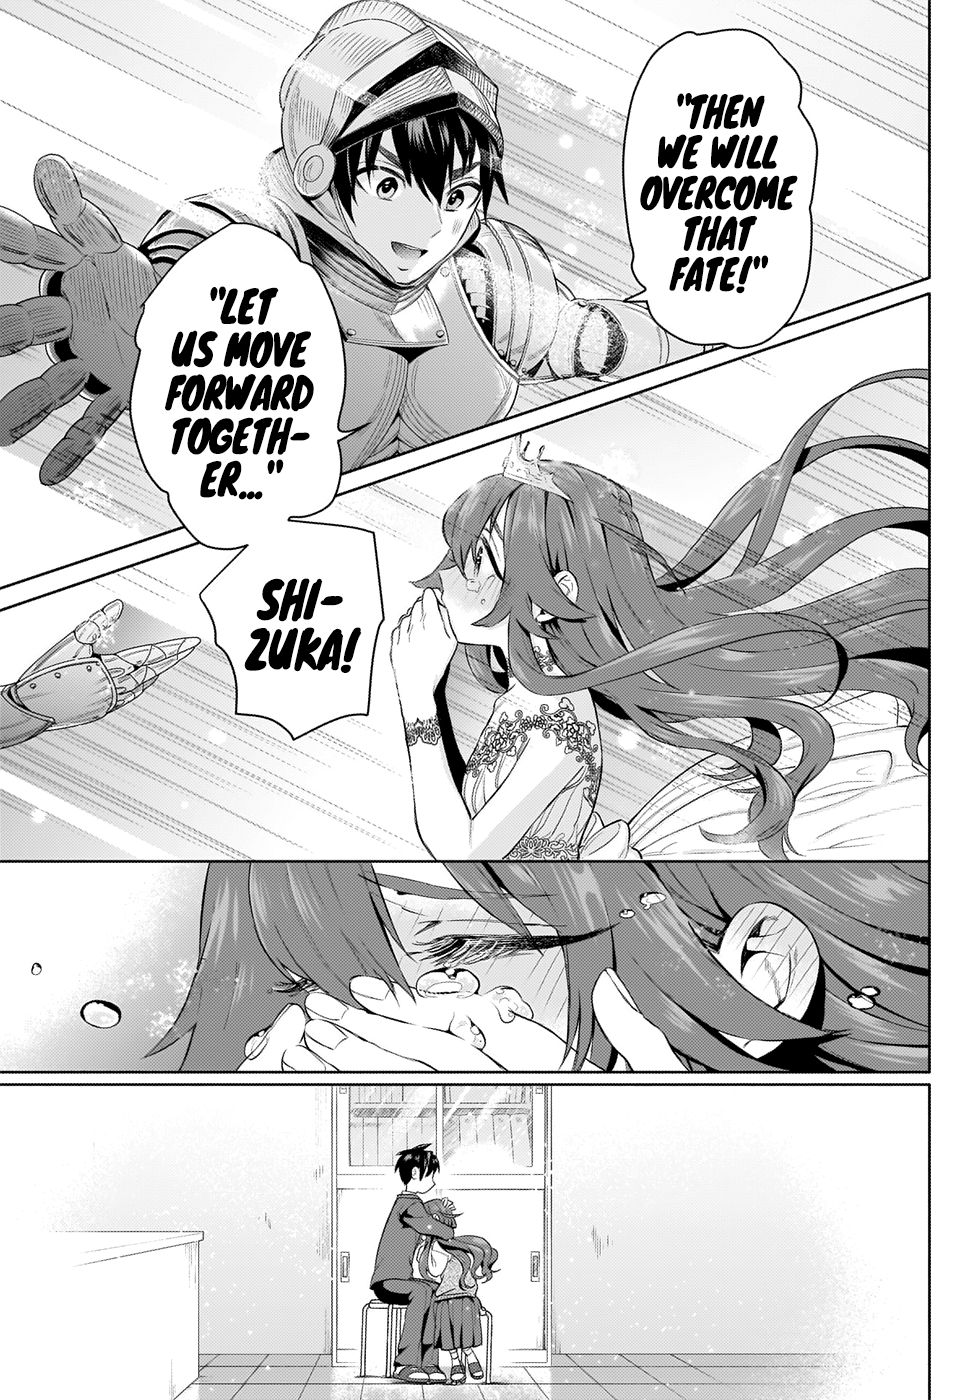 "THEN
WE WILL
OVERCOME
THAT
FATE!"
"LET
US MOVE
FORWARD
TOGETH-
ER..."
SHI-
ZUKA!